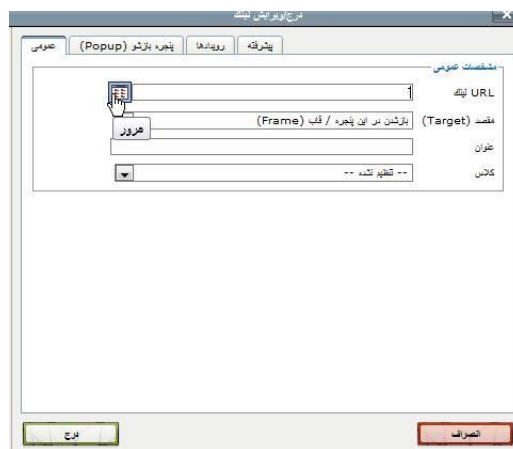 درج/ویرایش لینک
عمومی
پنجره بازشو (Popup)
رویدادها
پیشرفته
مشخصات عمومی
URL لینک
1
مقصد (Target)
بازشدن در این پنجره / قاب (Frame)
مرور
عنوان
کلاس
-- تنظیم نشده --
درج
انصراف